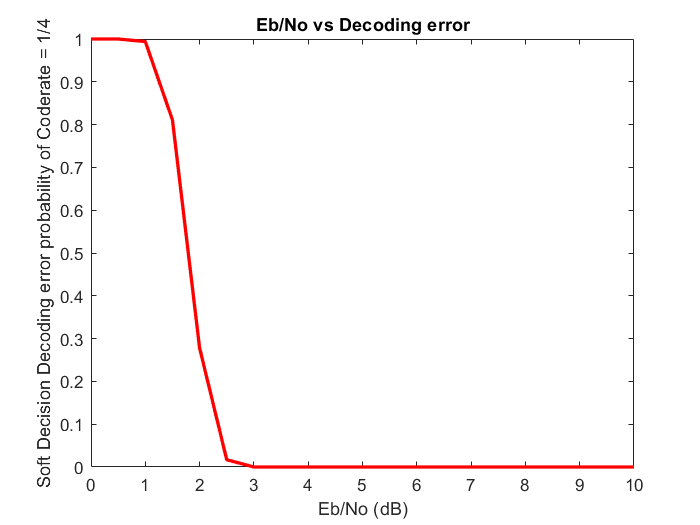 Eb/No vs Decoding error
Soft Decision Decoding error probability of Coderate = 1/4
1
0.9
0.8
0.7
0.6
0.5
0.4
0.3
0.2
0.1
0
0 1 2 3 4 5 6 7 8 9 10
Eb/No (dB)